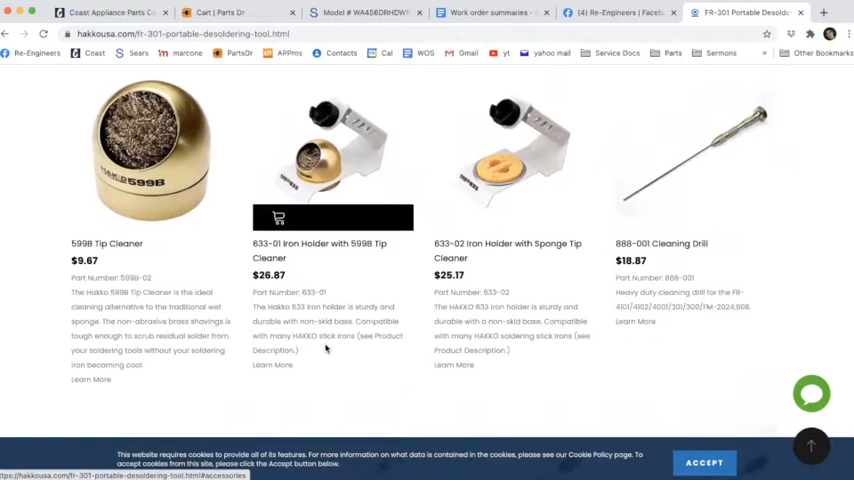 Coast Appliance Parts Co
Cart | Parts Dr
Model # WA456DRHDW
Work order summaries -
(4) Re-Engineers | Faceb
FR-301 Portable Desolde
hakkousa.com/fr-301-portable-desoldering-tool.html
Re-Engineers
Coast
Sears
marcone
PartsDr
APPros
Contacts
Cal
WOS
Gmail
yt
yahoo mail
Service Docs
Parts
Sermons
»
Other Bookmarks
HAKKO599B
599B Tip Cleaner
$9.67
Part Number: 599B-02
The Hakko 599B Tip Cleaner is the ideal
cleaning alternative to the traditional wet
sponge. The non-abrasive brass shavings is
tough enough to scrub residual solder from
your soldering tools without your soldering
iron becoming cool.
Learn More
633-01 Iron Holder with 599B Tip
Cleaner
$26.87
Part Number: 633-01
The Hakko 633 Iron holder is sturdy and
durable with non-skid base. Compatible
with many HAKKO stick irons (see Product
Description.)
Learn More
633-02 Iron Holder with Sponge Tip
Cleaner
$25.17
Part Number: 633-02
The HAKKO 633 Iron holder is sturdy and
durable with a non-skid base. Compatible
with many HAKKO soldering stick irons (see
Product Description.)
Learn More
888-001 Cleaning Drill
$18.87
Part Number: 888-001
Heavy duty cleaning drill for the FR-
4101/4102/4001/301/300/FM-2024,808.
Learn More
This website requires cookies to provide all of its features. For more information on what data is contained in the cookies, please see our Cookie Policy page. To
accept cookies from this site, please click the Accept button below.
ACCEPT
ttps://hakkousa.com/fr-301-portable-desoldering-tool.html#accessories